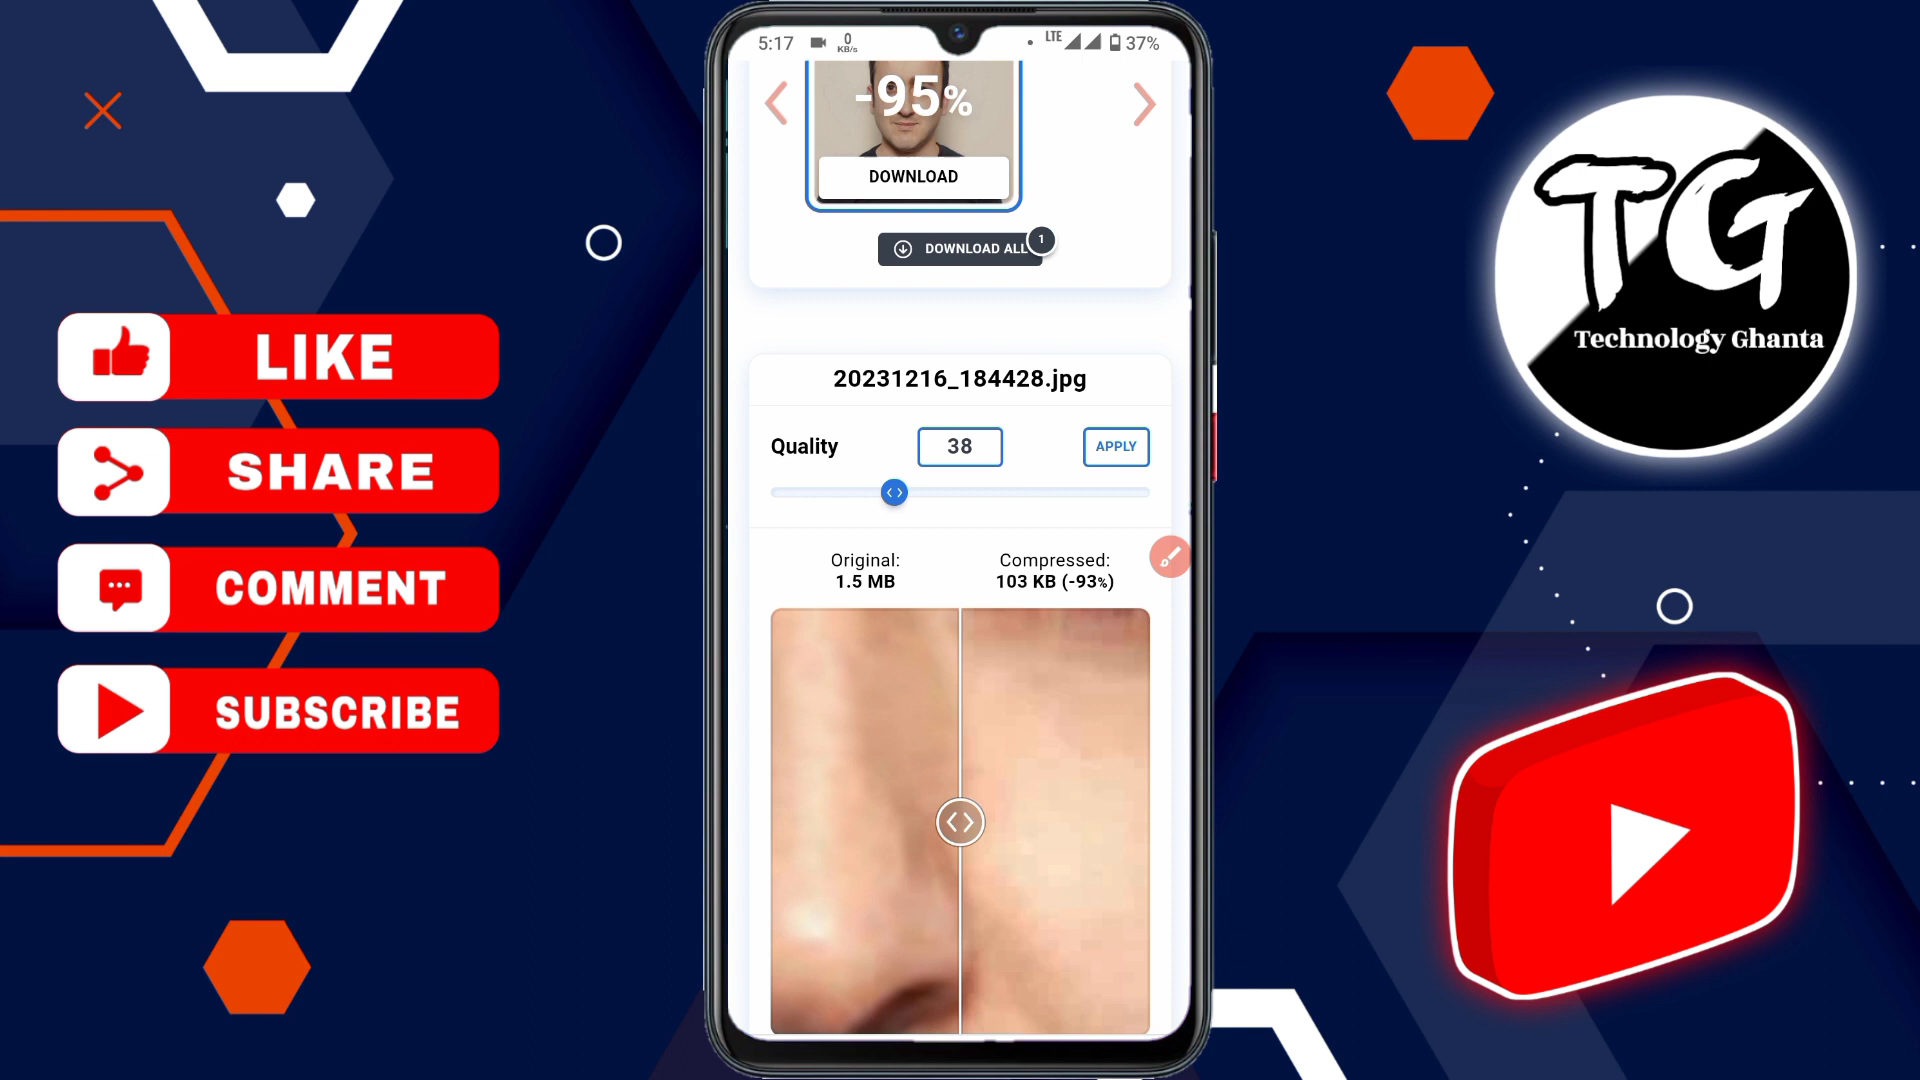 5:17
0
KB/s
LTE
37%
-95%
DOWNLOAD
DOWNLOAD ALL
1
20231216_184428.jpg
Quality
38
APPLY
Original:
1.5 MB
Compressed:
103 KB (-93%)
LIKE
SHARE
COMMENT
SUBSCRIBE
TG
Technology Ghanta